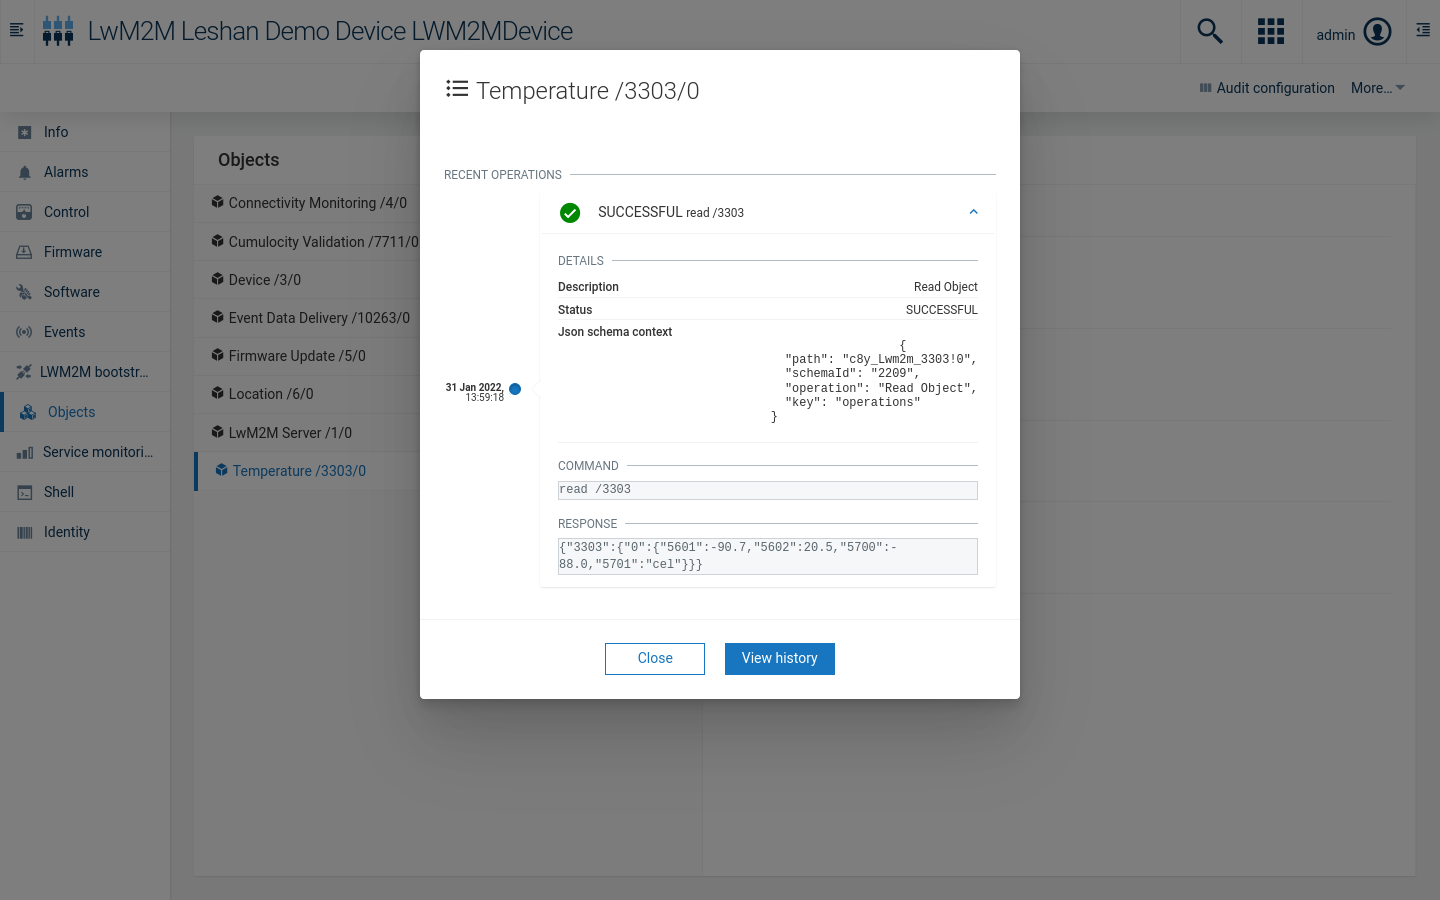 LwM2M Leshan Demo Device LWM2MDevice
admin
Audit configuration
More...
Info
Alarms
Control
Firmware
Software
Events
LWM2M bootstr...
Objects
Service monitori...
Shell
Identity
Objects
Connectivity Monitoring /4/0
Cumulocity Validation /7711/0
Device /3/0
Event Data Delivery /10263/0
Firmware Update /5/0
Location /6/0
LwM2M Server /1/0
Temperature /3303/0
Temperature /3303/0
RECENT OPERATIONS
31 Jan 2022,
13:59:18
SUCCESSFUL read /3303
DETAILS
Description Read Object
Status SUCCESSFUL
Json schema context
{
"path": "c8y_Lwm2m_3303!0",
"schemaId": "2209",
"operation": "Read Object",
"key": "operations"
}
COMMAND
read /3303
RESPONSE
{"3303":{"0":{"5601":-90.7,"5602":20.5,"5700":-
88.0,"5701":"cel"}}}
Close
View history